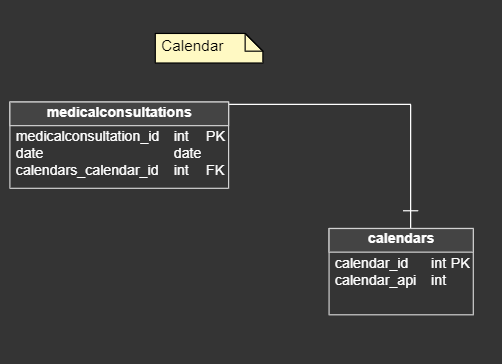 Calendar
medicalconsultations
medicalconsultation_id int PK
date date
calendars_calendar_id int FK
calendars
calendar_id int PK
calendar_api int